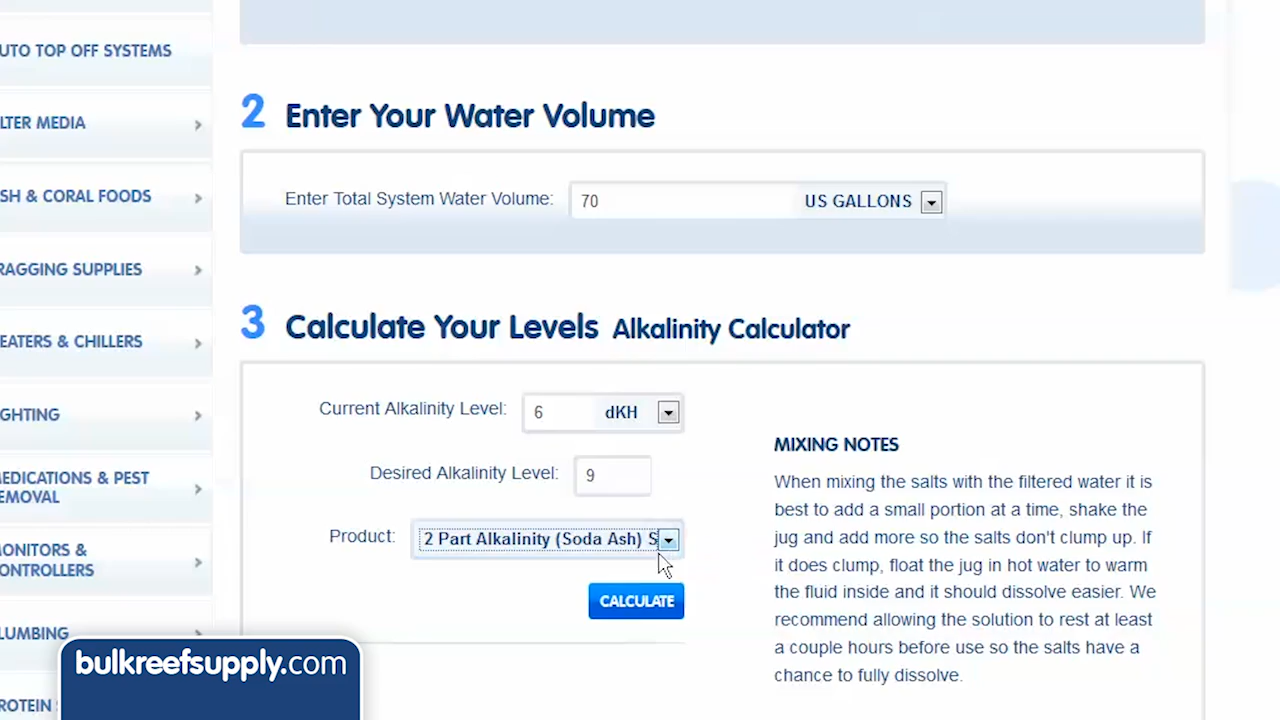 UTO TOP OFF SYSTEMS
LTER MEDIA
SH & CORAL FOODS
RAGGING SUPPLIES
EATERS & CHILLERS
GHTING
EDICATIONS & PEST
EMOVAL
ONITORS &
ONTROLLERS
LUMBING
ROTEIN
2 Enter Your Water Volume
Enter Total System Water Volume: 70 US GALLONS
3 Calculate Your Levels Alkalinity Calculator
Current Alkalinity Level: 6 dKH
Desired Alkalinity Level: 9
Product: 2 Part Alkalinity (Soda Ash) S
CALCULATE
MIXING NOTES
When mixing the salts with the filtered water it is
best to add a small portion at a time, shake the
jug and add more so the salts don't clump up. If
it does clump, float the jug in hot water to warm
the fluid inside and it should dissolve easier. We
recommend allowing the solution to rest at least
a couple hours before use so the salts have a
chance to fully dissolve.
bulkreefsupply.com